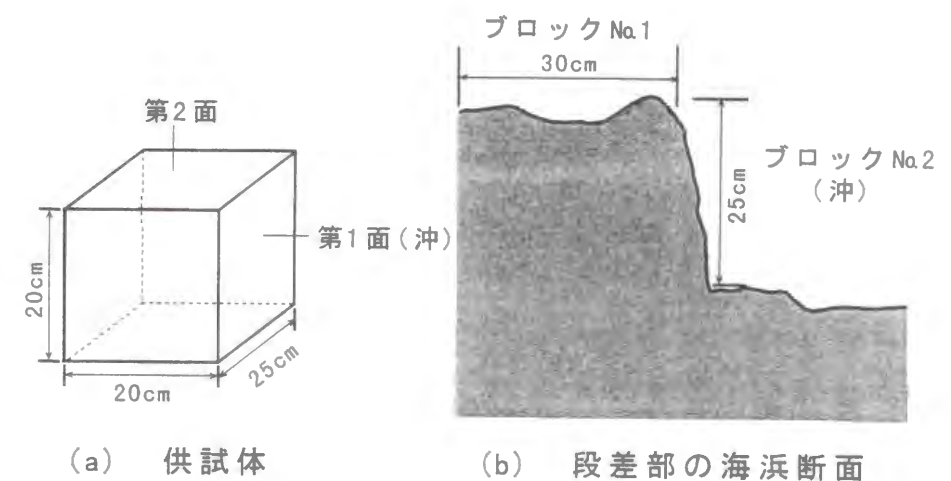 ブロック№1
30cm
第2面
25cm
ブロック№2
(沖)
第1面(沖)
20cm
20cm
25cm
(a) 供試体
(b) 段差部の海浜断面